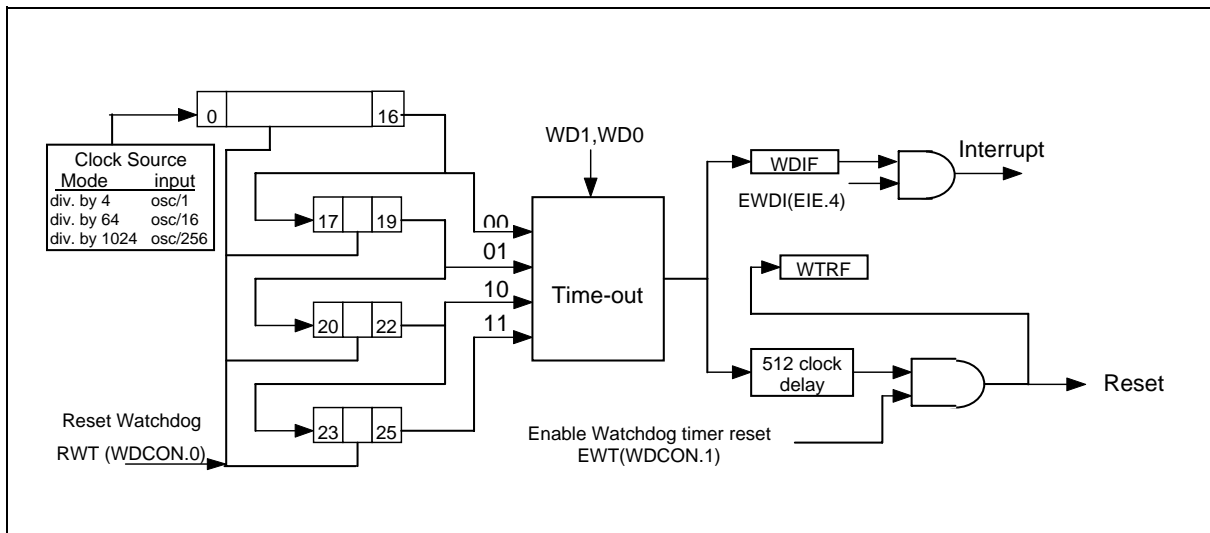 0 16
Clock Source
Mode input
div. by 4 osc/1
div. by 64 osc/16
div. by 1024 osc/256
17 19
20 22
23 25
Reset Watchdog
RWT (WDCON.0)
WD1,WD0
00
01
10
11
Time-out
WDIF
EWDI(EIE.4)
Interrupt
WTRF
512 clock
delay
Reset
Enable Watchdog timer reset
EWT(WDCON.1)